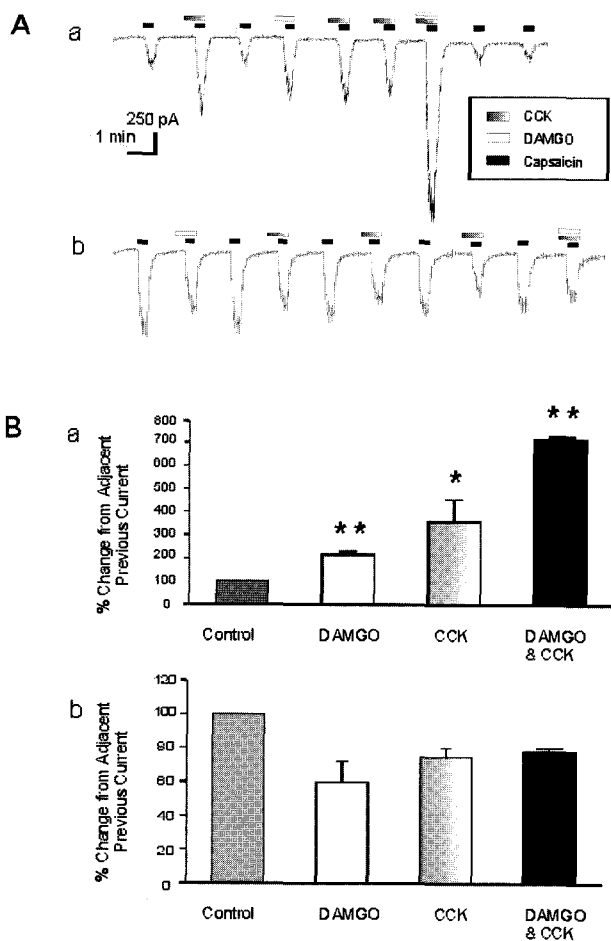 A
a
250 pA
1 min
CCK
DAMGO
Capsaicin
b
B
a
% Change from Adjacent
Previous Current
800
700
600
500
400
300
200
100
0
**
*
**
Control
DAMGO
CCK
DAMGO
& CCK
b
% Change from Adjacent
Previous Current
120
100
80
60
40
20
0
Control
DAMGO
CCK
DAMGO
& CCK